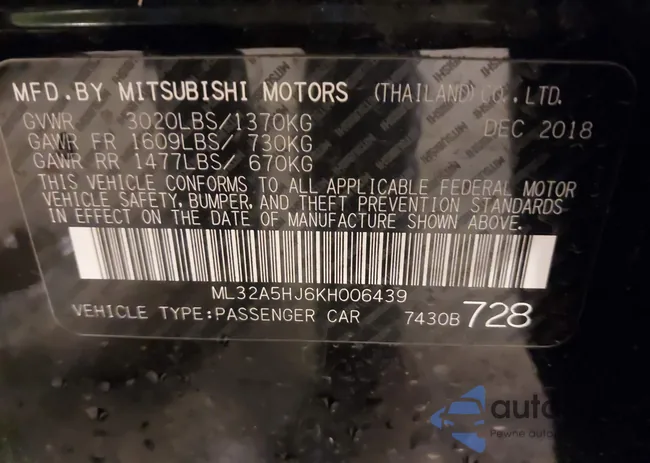 MFD.BY MITSUBISHI MOTORS (THAILAND)CO.,LTD.
GVWR 3020LBS/1370KG DEC 2018
GAWR FR 1609LBS/ 730KG
GAWR RR 1477LBS/ 670KG
THIS VEHICLE CONFORMS TO ALL APPLICABLE FEDERAL MOTOR
VEHICLE SAFETY, BUMPER, AND THEFT PREVENTION STANDARDS
IN EFFECT ON THE DATE OF MANUFACTURE SHOWN ABOVE.
ML32A5HJ6KH006439
VEHICLE TYPE:PASSENGER CAR 7430B 728
Pewne